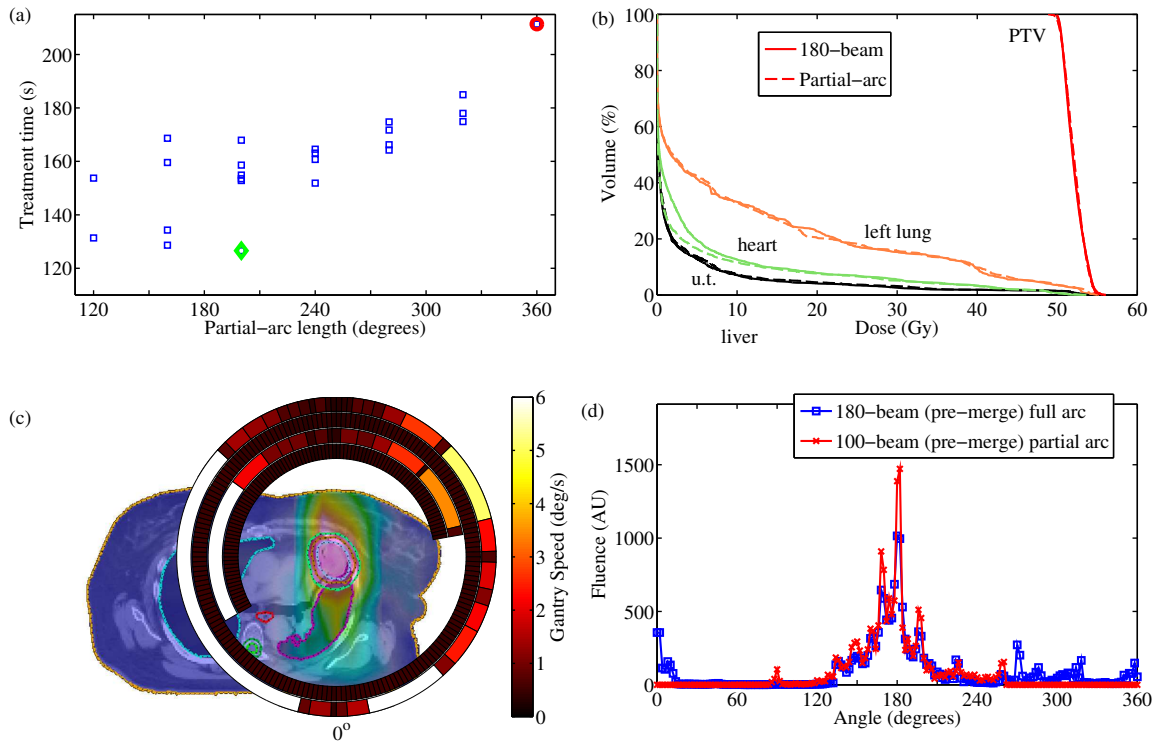 (a)
Treatment time (s)
200
180
160
140
120
120
180
240
300
360
Partial−arc length (degrees)
(b)
Volume (%)
100
80
60
40
20
0
0
10
20
30
40
50
60
Dose (Gy)
180−beam
Partial−arc
PTV
left lung
heart
u.t.
liver
(c)
0°
Gantry Speed (deg/s)
6
5
4
3
2
1
0
(d)
180−beam (pre−merge) full arc
100−beam (pre−merge) partial arc
Fluence (AU)
1500
1000
500
0
0
60
120
180
240
300
360
Angle (degrees)